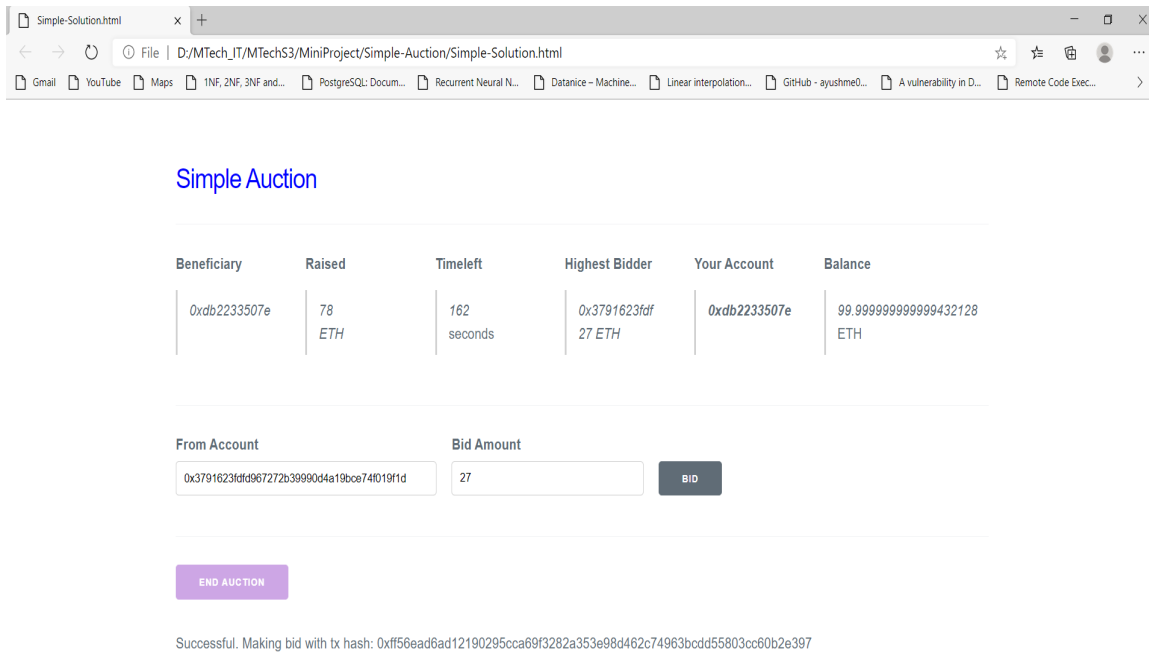 Simple-Solution.html
File | D:/MTech_IT/MTechS3/MiniProject/Simple-Auction/Simple-Solution.html
Gmail YouTube Maps 1NF, 2NF, 3NF and... PostgreSQL: Docum... Recurrent Neural N... Datanice – Machine... Linear interpolation... GitHub - ayushme0... A vulnerability in D... Remote Code Exec...
Simple Auction
Beneficiary Raised Timeleft Highest Bidder Your Account Balance
0xdb2233507e 78 162 0x3791623fdf 0xdb2233507e 99.999999999999432128
ETH seconds 27 ETH ETH
From Account Bid Amount
0x3791623fdfd967272b39990d4a19bce74f019f1d 27 BID
END AUCTION
Successful. Making bid with tx hash: 0xff56ead6ad12190295cca69f3282a353e98d462c74963bcdd55803cc60b2e397